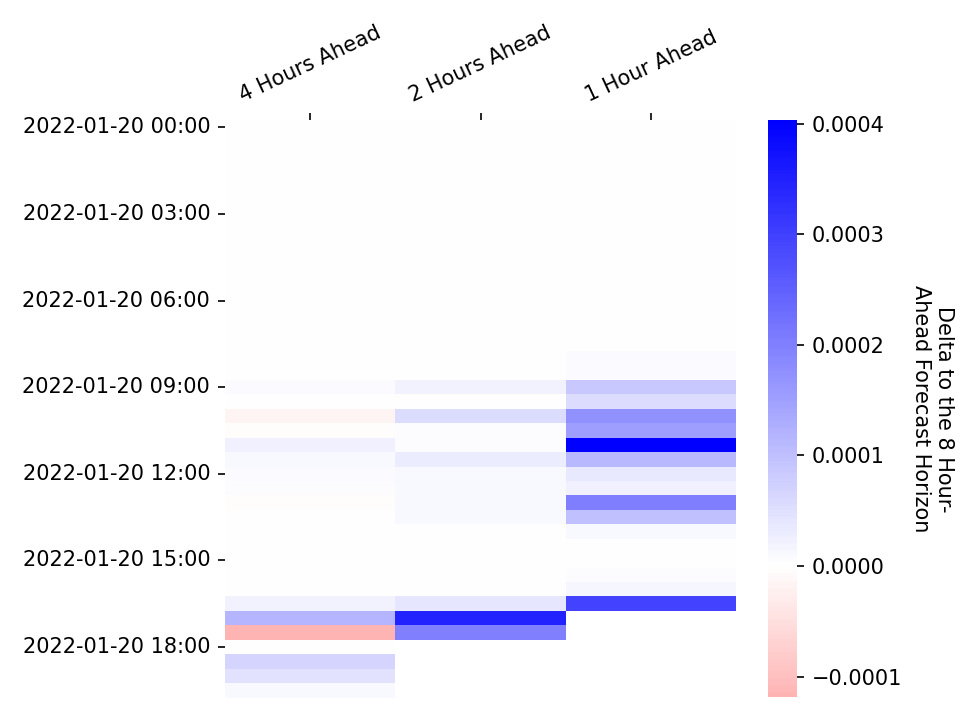 4 Hours Ahead
2 Hours Ahead
1 Hour Ahead
2022-01-20 00:00
2022-01-20 03:00
2022-01-20 06:00
2022-01-20 09:00
2022-01-20 12:00
2022-01-20 15:00
2022-01-20 18:00
0.0004
0.0003
0.0002
0.0001
0.0000
−0.0001
Delta to the 8 Hour-
Ahead Forecast Horizon